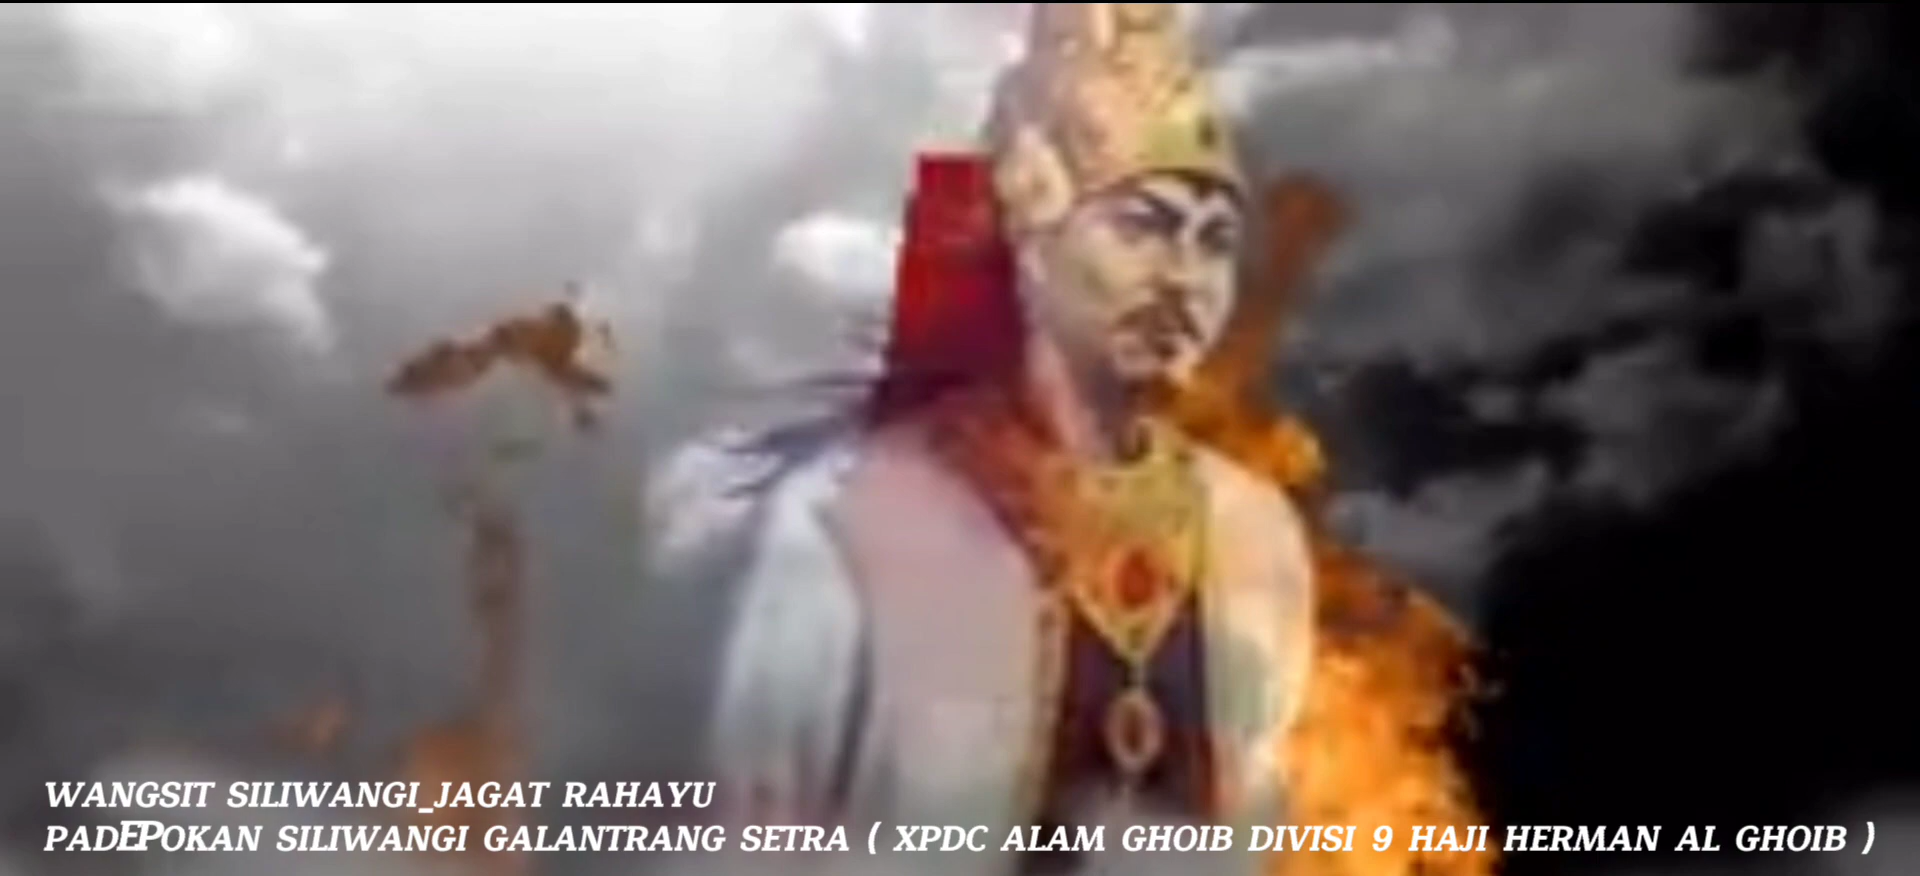 WANGSIT SILIWANGI_JAGAT RAHAYU
PADEPOKAN SILIWANGI GALANTRANG SETRA ( XPDC ALAM GHOIB DIVISI 9 HAJI HERMAN AL GHOIB )